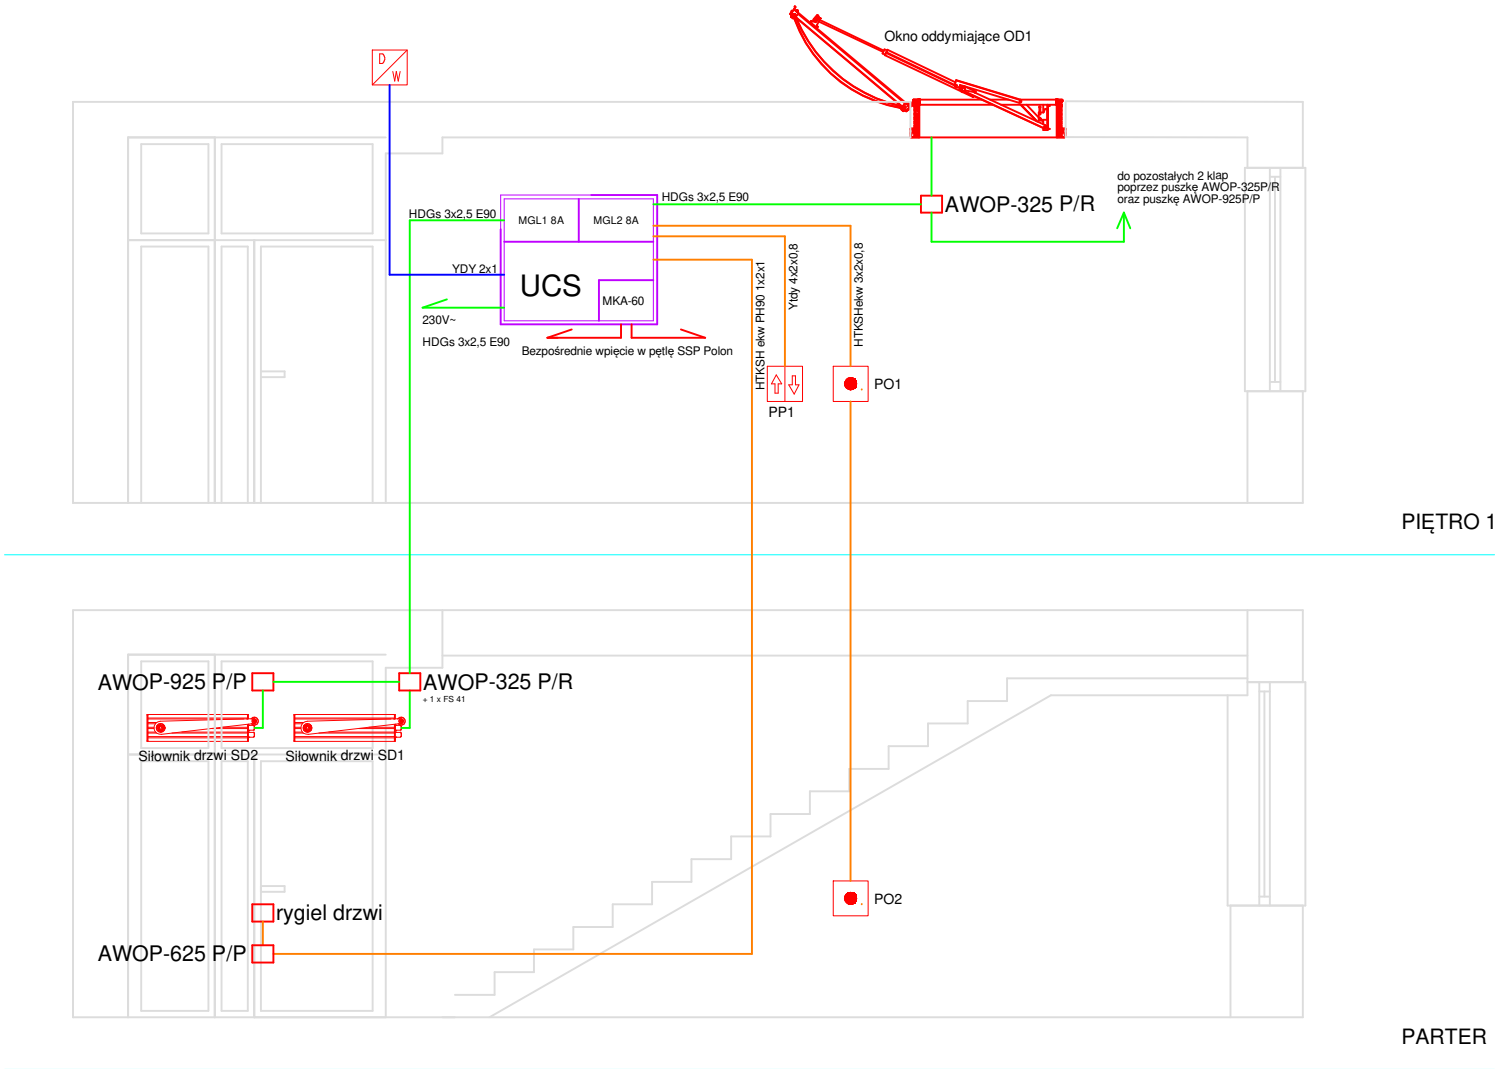 Okno oddymiające OD1
D
W
do pozostałych 2 klap
poprzez puszkę AWOP-325P/R
oraz puszkę AWOP-925P/P
HDGs 3x2,5 E90
AWOP-325 P/R
HDGs 3x2,5 E90
MGL1 8A
MGL2 8A
YDY 2x1
UCS
MKA-60
230V~
HDGs 3x2,5 E90
Bezpośrednie wpięcie w pętlę SSP Polon
HTKSH ekw PH90 1x2x1
Ytdy 4x2x0,8
HTKSHekw 3x2x0,8
PO1
PP1
PIĘTRO 1
AWOP-925 P/P
AWOP-325 P/R
+ 1 x FS 41
Siłownik drzwi SD2
Siłownik drzwi SD1
PO2
rygiel drzwi
AWOP-625 P/P
PARTER